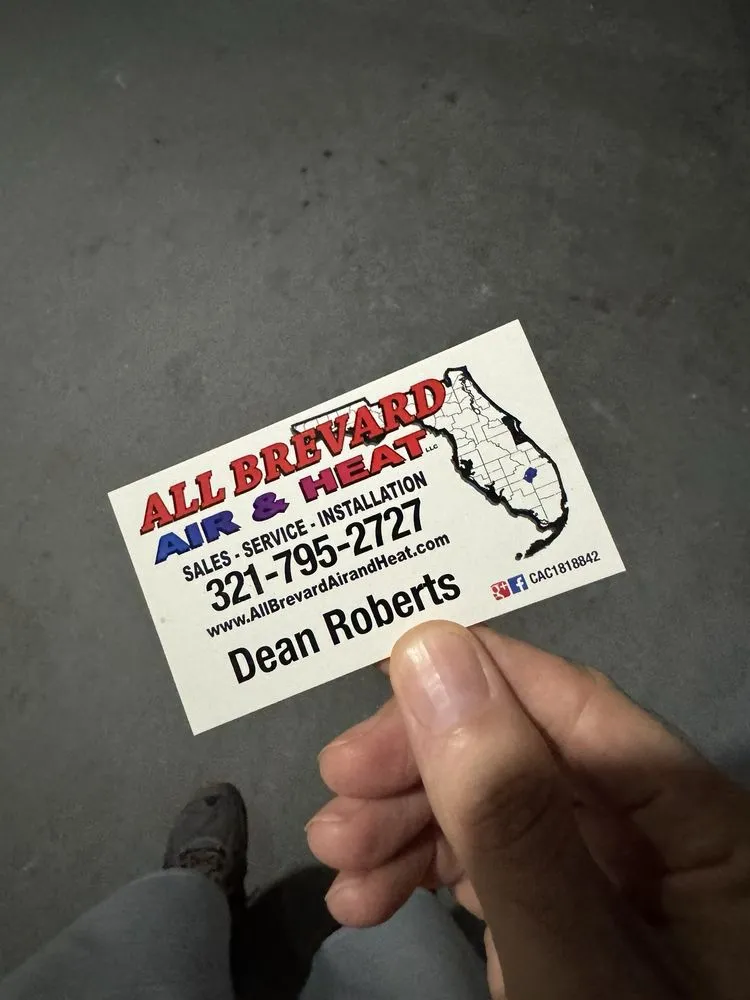 ALL BREVARD
AIR & HEAT LLC
SALES - SERVICE - INSTALLATION
321-795-2727
www.AllBrevardAirandHeat.com
Dean Roberts
g+ f CAC1818842